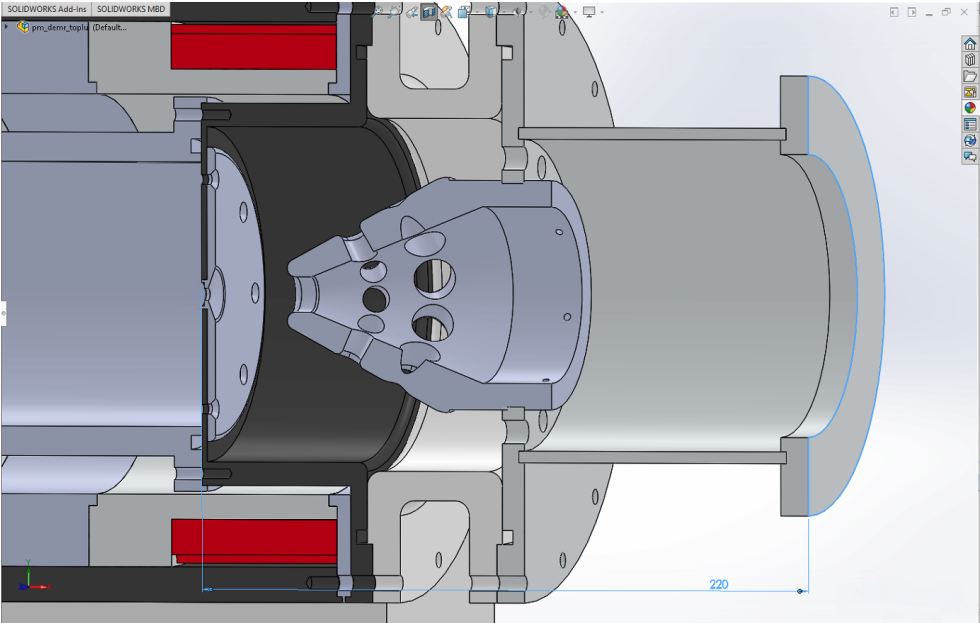 SOLIDWORKS Add-Ins SOLIDWORKS MBD
pm_demr_toplu (Default...
220